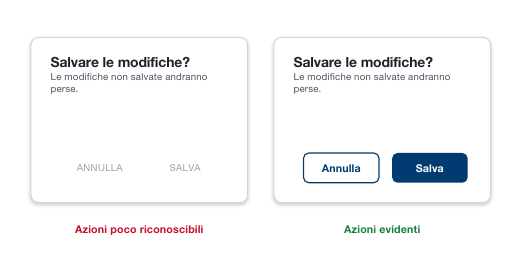 Salvare le modifiche?
Le modifiche non salvate andranno
perse.
ANNULLA SALVA
Azioni poco riconoscibili
Salvare le modifiche?
Le modifiche non salvate andranno
perse.
Annulla Salva
Azioni evidenti